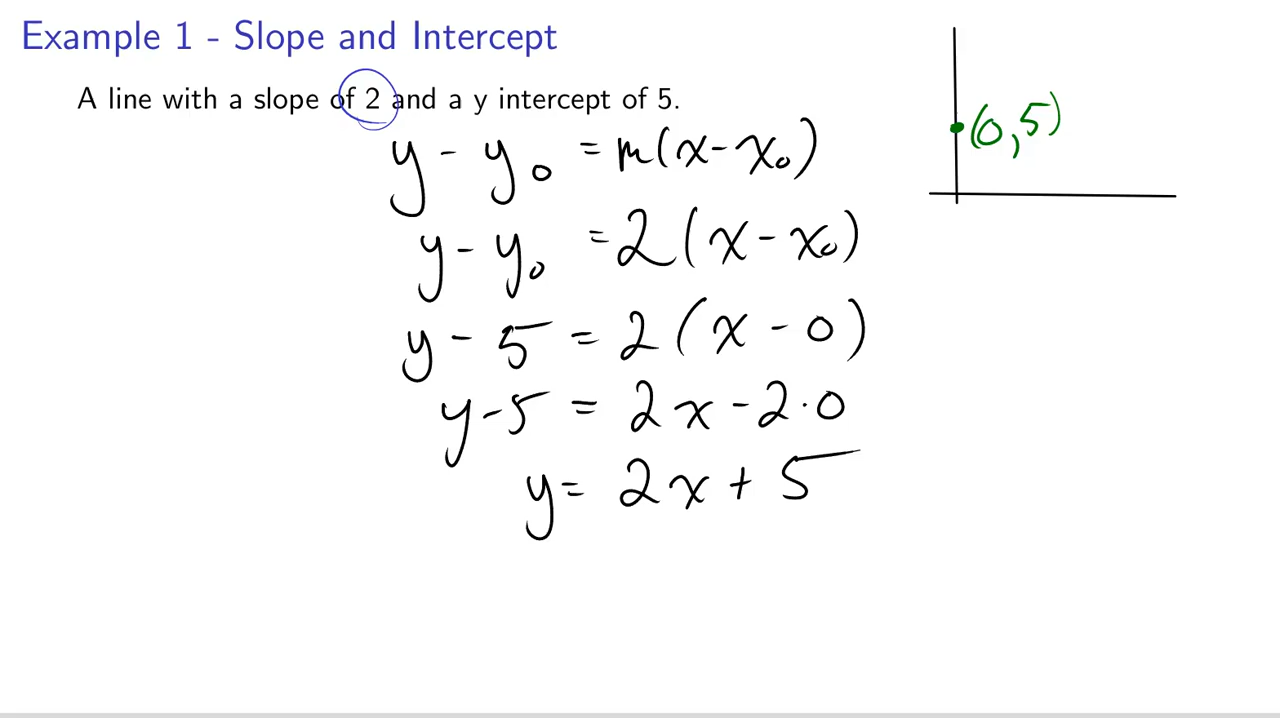 Example 1 - Slope and Intercept
A line with a slope of 2 and a y intercept of 5.
(0,5)
y - y₀ = m(x - x₀)
y - y₀ = 2(x - x₀)
y - 5 = 2(x - 0)
y - 5 = 2x - 2·0
y = 2x + 5